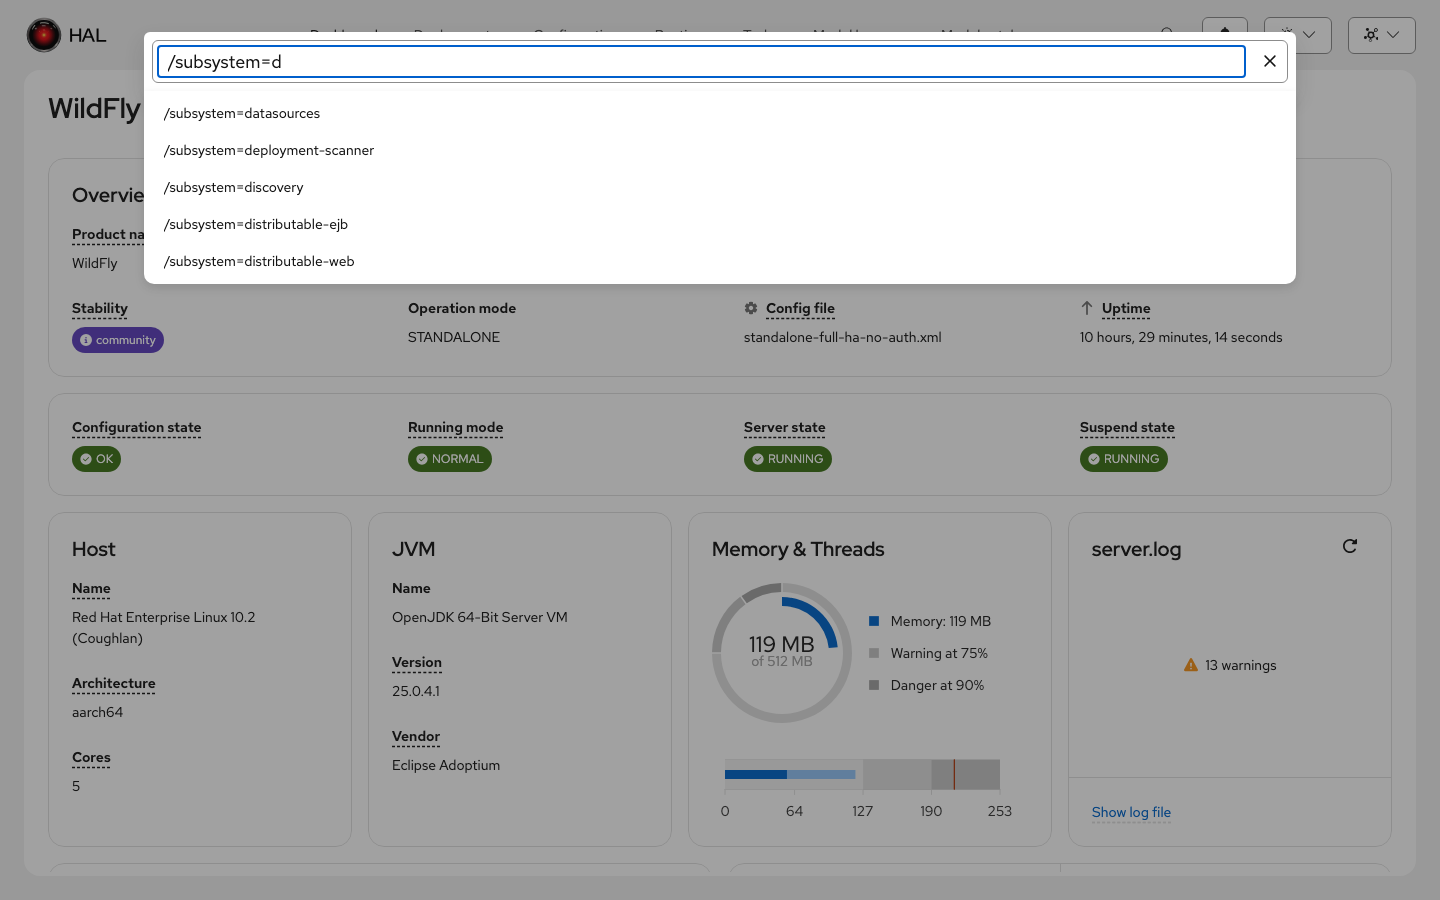 HAL
/subsystem=d
/subsystem=datasources
/subsystem=deployment-scanner
/subsystem=discovery
/subsystem=distributable-ejb
/subsystem=distributable-web
WildFly
Overvie
Product na
WildFly
Stability
community
Operation mode
STANDALONE
Config file
standalone-full-ha-no-auth.xml
Uptime
10 hours, 29 minutes, 14 seconds
Configuration state
OK
Running mode
NORMAL
Server state
RUNNING
Suspend state
RUNNING
Host
Name
Red Hat Enterprise Linux 10.2
(Coughlan)
Architecture
aarch64
Cores
5
JVM
Name
OpenJDK 64-Bit Server VM
Version
25.0.4.1
Vendor
Eclipse Adoptium
Memory & Threads
119 MB
of 512 MB
Memory: 119 MB
Warning at 75%
Danger at 90%
0 64 127 190 253
server.log
13 warnings
Show log file